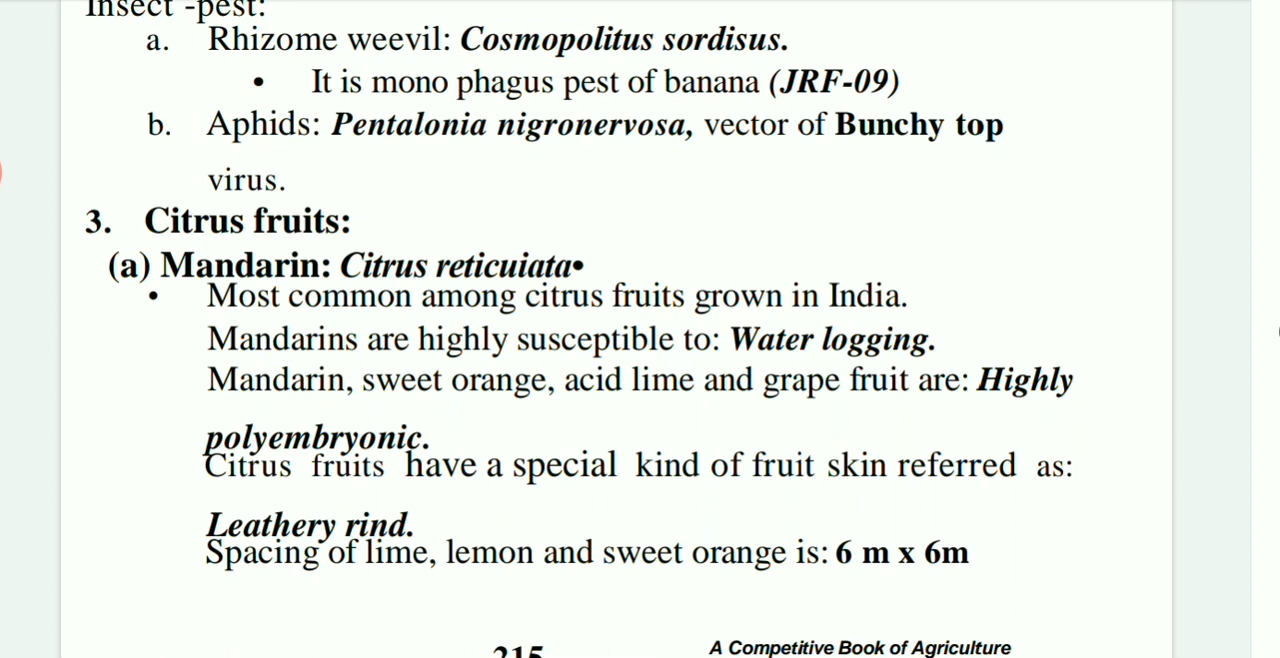 Insect -pest:
a. Rhizome weevil: Cosmopolitus sordisus.
• It is mono phagus pest of banana (JRF-09)
b. Aphids: Pentalonia nigronervosa, vector of Bunchy top
virus.
3. Citrus fruits:
(a) Mandarin: Citrus reticuiata•
• Most common among citrus fruits grown in India.
Mandarins are highly susceptible to: Water logging.
Mandarin, sweet orange, acid lime and grape fruit are: Highly
polyembryonic.
Citrus fruits have a special kind of fruit skin referred as:
Leathery rind.
Spacing of lime, lemon and sweet orange is: 6 m x 6m
215 A Competitive Book of Agriculture